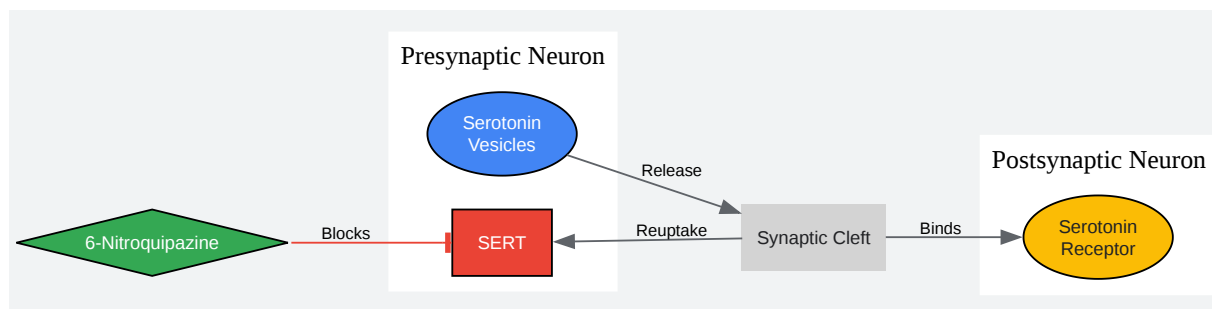 Presynaptic Neuron
Serotonin
Vesicles
Release
Postsynaptic Neuron
6-Nitroquipazine
Blocks
SERT
Reuptake
Synaptic Cleft
Binds
Serotonin
Receptor